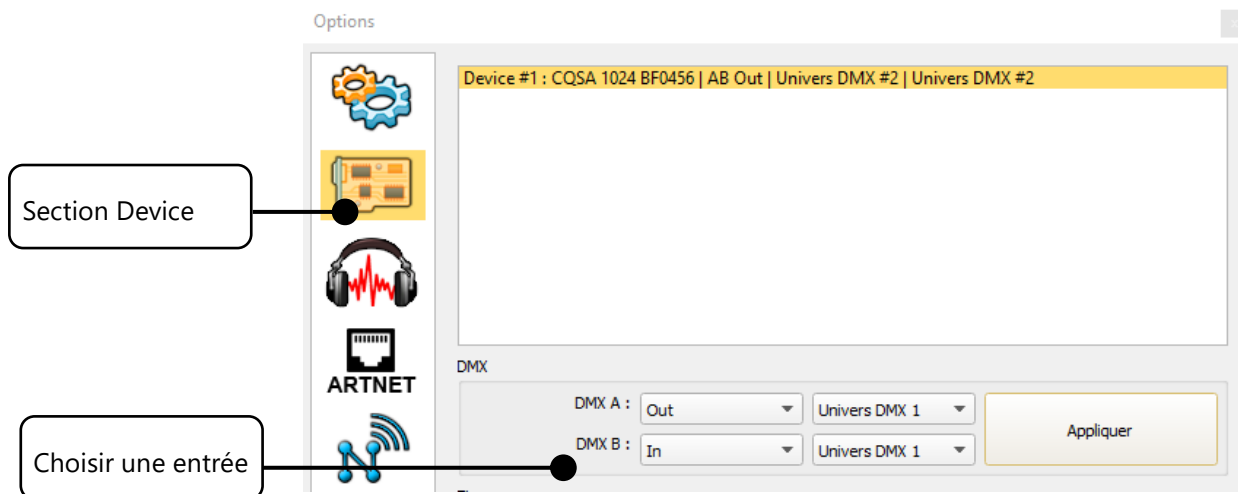 Options
Device #1 : CQSA 1024 BF0456 | AB Out | Univers DMX #2 | Univers DMX #2
Section Device
ARTNET
DMX
DMX A : Out Univers DMX 1
Appliquer
DMX B : In Univers DMX 1
Choisir une entrée